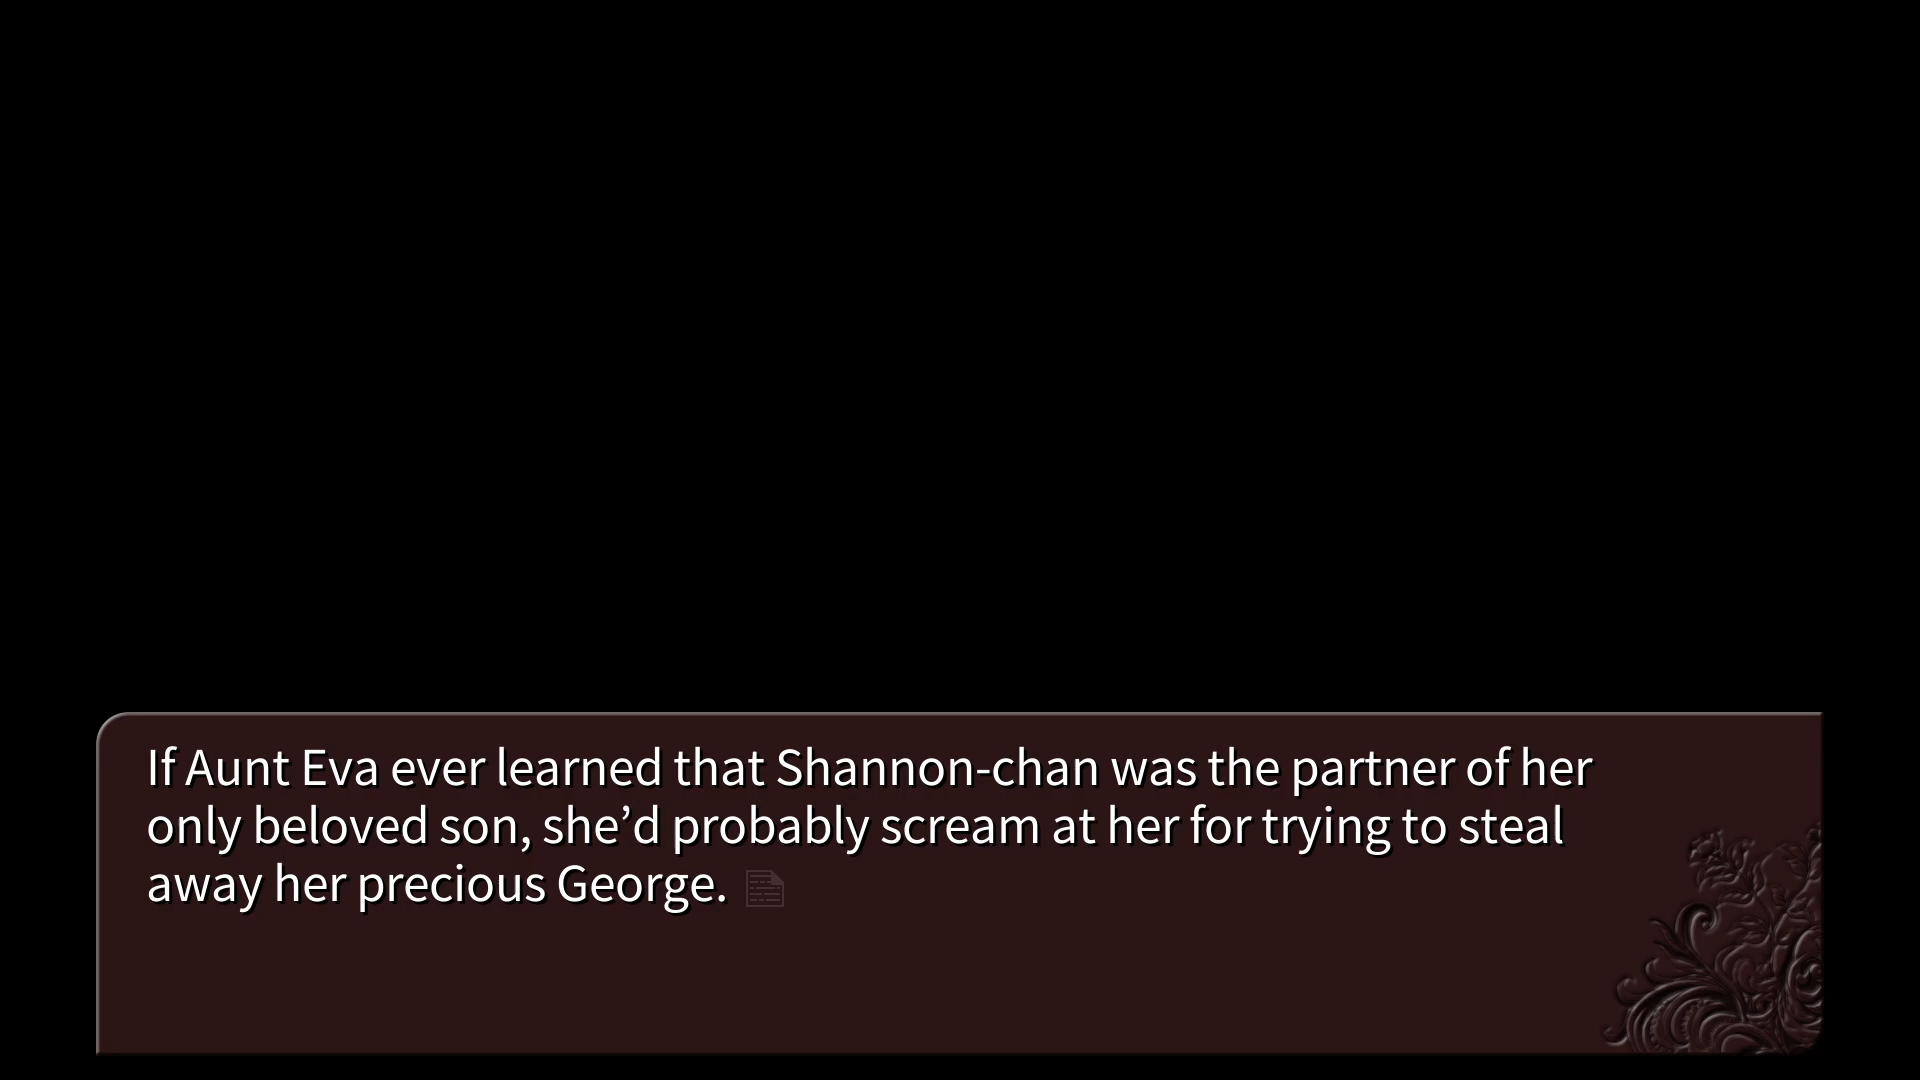 If Aunt Eva ever learned that Shannon-chan was the partner of her
only beloved son, she’d probably scream at her for trying to steal
away her precious George.